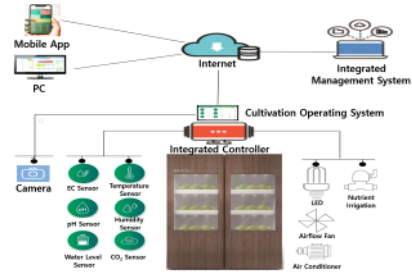 Mobile App
PC
Internet
Integrated
Management System
Cultivation Operating System
Integrated Controller
Camera
EC Sensor
Temperature
Sensor
pH
pH Sensor
Humidity
Sensor
Water Level
Sensor
CO₂ Sensor
LED
Nutrient
Irrigation
Airflow Fan
Air Conditioner